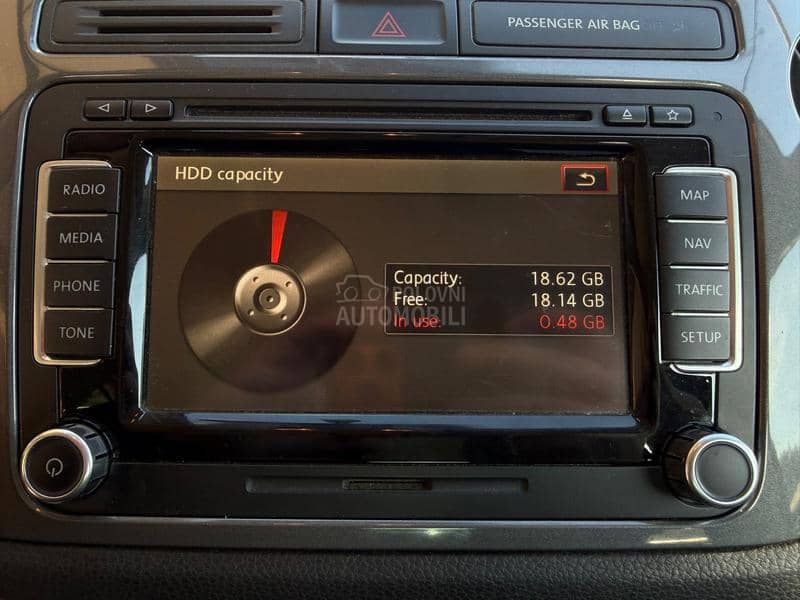 PASSENGER AIR BAG
HDD capacity
RADIO
MEDIA
PHONE
TONE
MAP
NAV
TRAFFIC
SETUP
Capacity: 18.62 GB
Free: 18.14 GB
In use: 0.48 GB
POLOVNI
AUTOMOBILI